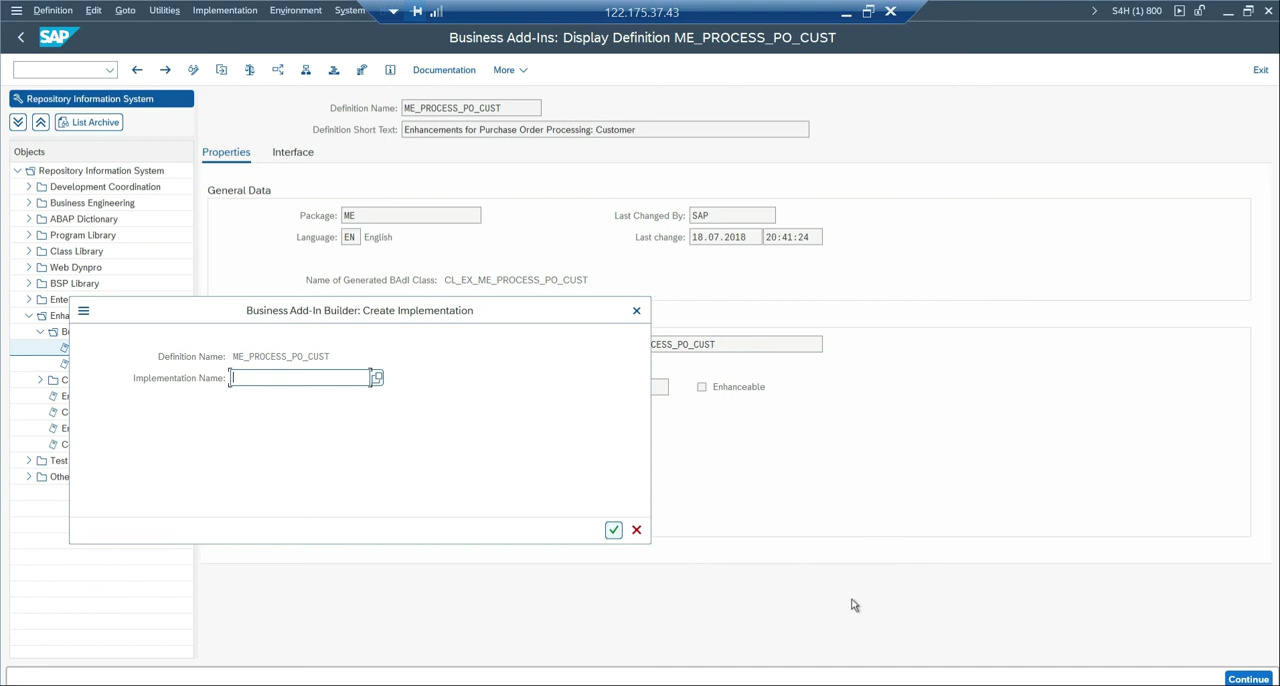 Definition Edit Goto Utilities Implementation Environment System 122.175.37.43 S4H (1) 800
SAP Business Add-Ins: Display Definition ME_PROCESS_PO_CUST
Documentation More Exit
Repository Information System
List Archive
Definition Name: ME_PROCESS_PO_CUST
Definition Short Text: Enhancements for Purchase Order Processing: Customer
Objects
Properties Interface
Repository Information System
Development Coordination
Business Engineering
ABAP Dictionary
Program Library
Class Library
Web Dynpro
BSP Library
Ente
Enha
B
C
E
C
E
C
Test
Othe
General Data
Package: ME Last Changed By: SAP
Language: EN English Last change: 18.07.2018 20:41:24
Name of Generated BAdI Class: CL_EX_ME_PROCESS_PO_CUST
CESS_PO_CUST
Enhanceable
Business Add-In Builder: Create Implementation
Definition Name: ME_PROCESS_PO_CUST
Implementation Name:
Continue